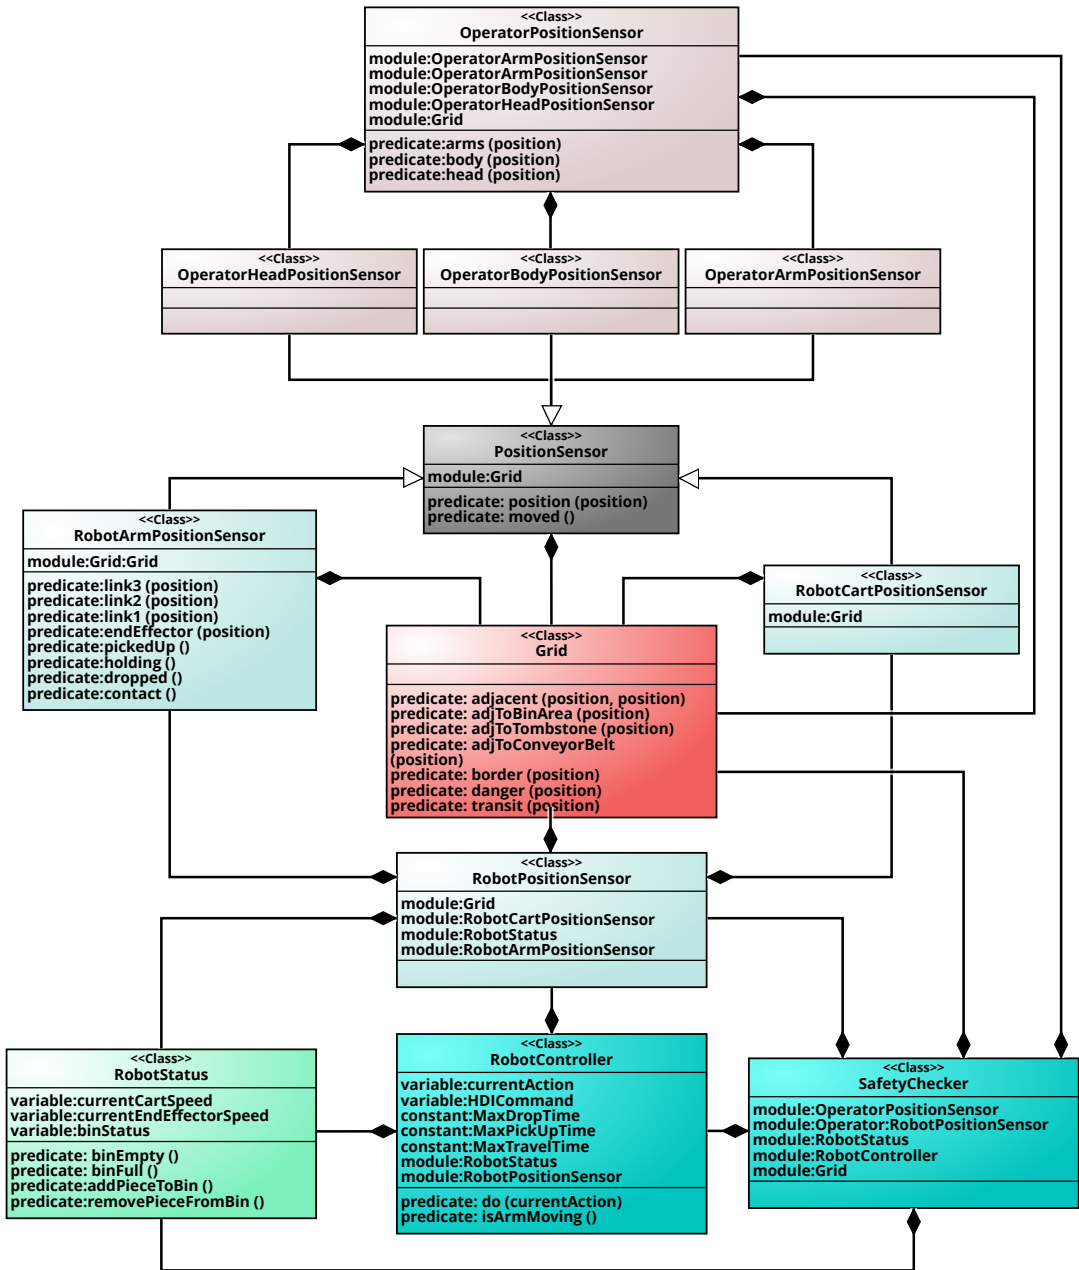 <<Class>>
OperatorPositionSensor
module:OperatorArmPositionSensor
module:OperatorArmPositionSensor
module:OperatorBodyPositionSensor
module:OperatorHeadPositionSensor
module:Grid
predicate:arms (position)
predicate:body (position)
predicate:head (position)
<<Class>>
OperatorHeadPositionSensor
<<Class>>
OperatorBodyPositionSensor
<<Class>>
OperatorArmPositionSensor
<<Class>>
PositionSensor
module:Grid
predicate: position (position)
predicate: moved ()
<<Class>>
RobotArmPositionSensor
module:Grid:Grid
predicate:link3 (position)
predicate:link2 (position)
predicate:link1 (position)
predicate:endEffector (position)
predicate:pickedUp ()
predicate:holding ()
predicate:dropped ()
predicate:contact ()
<<Class>>
RobotCartPositionSensor
module:Grid
<<Class>>
Grid
predicate: adjacent (position, position)
predicate: adjToBinArea (position)
predicate: adjToTombstone (position)
predicate: adjToConveyorBelt
(position)
predicate: border (position)
predicate: danger (position)
predicate: transit (position)
<<Class>>
RobotPositionSensor
module:Grid
module:RobotCartPositionSensor
module:RobotStatus
module:RobotArmPositionSensor
<<Class>>
RobotStatus
variable:currentCartSpeed
variable:currentEndEffectorSpeed
variable:binStatus
predicate: binEmpty ()
predicate: binFull ()
predicate:addPieceToBin ()
predicate:removePieceFromBin ()
<<Class>>
RobotController
variable:currentAction
variable:HDICommand
constant:MaxDropTime
constant:MaxPickUpTime
constant:MaxTravelTime
module:RobotStatus
module:RobotPositionSensor
predicate: do (currentAction)
predicate: isArmMoving ()
<<Class>>
SafetyChecker
module:OperatorPositionSensor
module:Operator:RobotPositionSensor
module:RobotStatus
module:RobotController
module:Grid